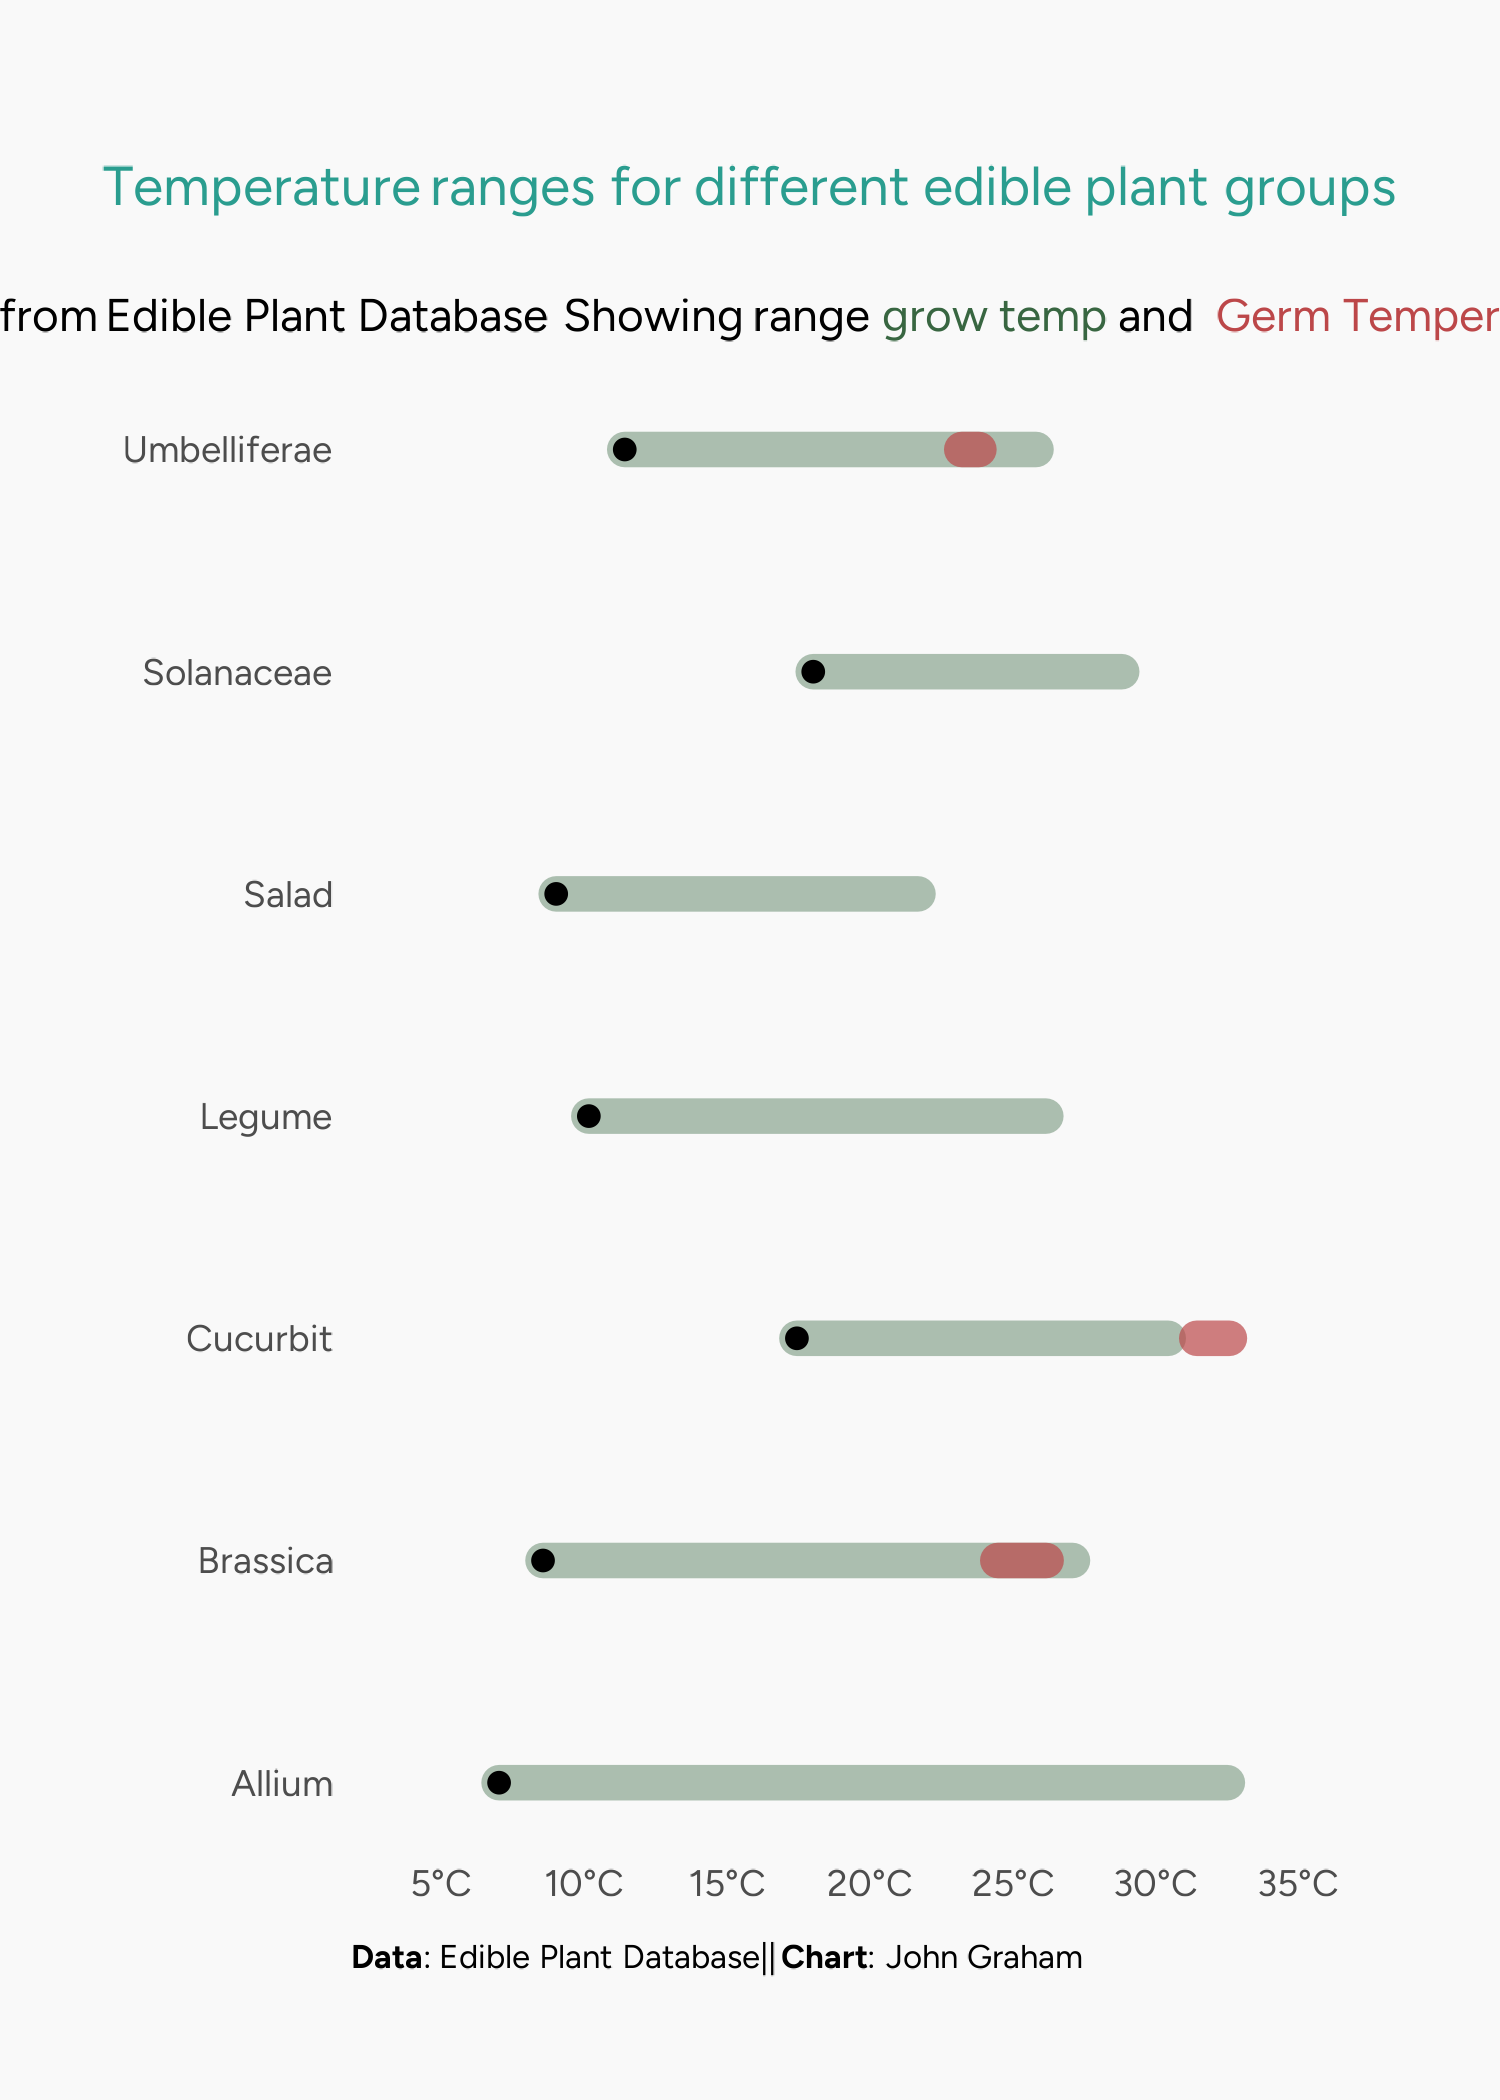 Temperature ranges for different edible plant groups
from Edible Plant Database Showing range grow temp and Germ Temper
Umbelliferae
Solanaceae
Salad
Legume
Cucurbit
Brassica
Allium
5°C 10°C 15°C 20°C 25°C 30°C 35°C
Data: Edible Plant Database||Chart: John Graham